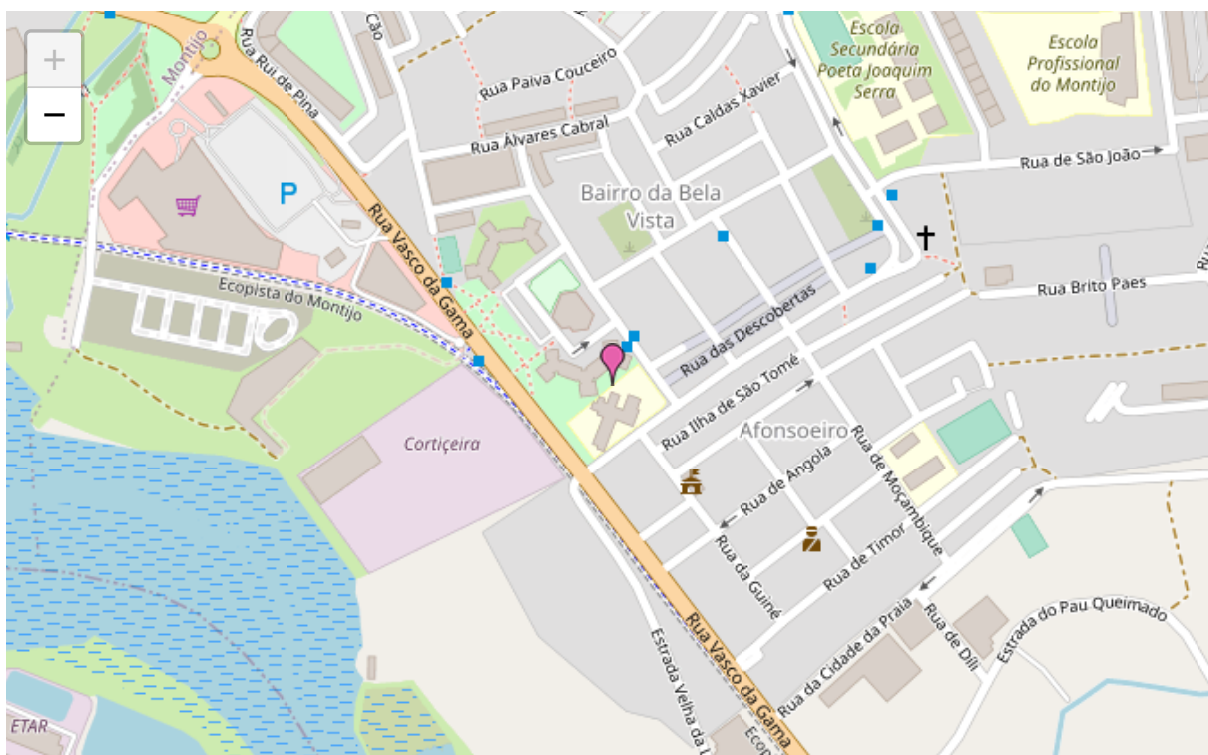 +
−
Montijo
Rua Rui de Pina
Cão
Rua Paiva Couceiro
Rua Álvares Cabral
Rua Caldas Xavier
Escola
Secundária
Poeta Joaquim
Serra
Escola
Profissional
do Montijo
Rua de São João
Bairro da Bela
Vista
P
Rua Vasco da Gama
Ecopista do Montijo
Rua Brito Paes
Rua das Descobertas
Rua Ilha de São Tomé
Afonsoeiro
Cortiçeira
Rua de Angola
Rua de Moçambique
Rua de Timor
Rua da Guiné
Rua Vasco da Gama
Estrada Velha da
Rua da Cidade da Praia
Rua de Díli
Estrada do Pau Queimado
ETAR